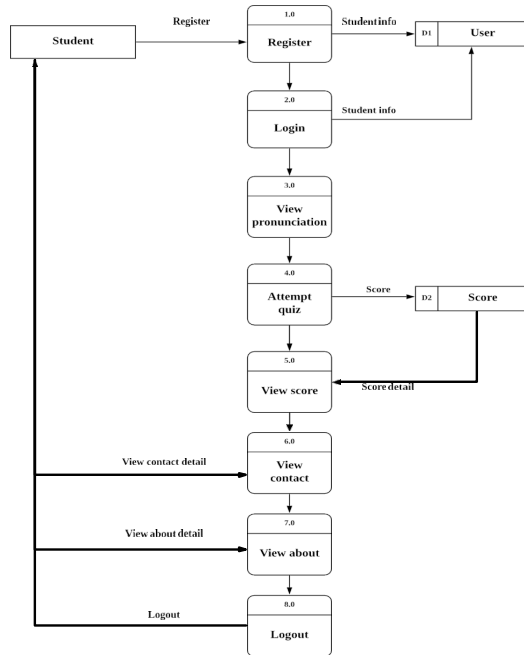 1.0
Register
Student info
Student
Register
D1
User
2.0
Login
Student info
3.0
View
pronunciation
4.0
Attempt
quiz
Score
D2
Score
5.0
View score
Score detail
6.0
View
contact
View contact detail
7.0
View about
View about detail
8.0
Logout
Logout